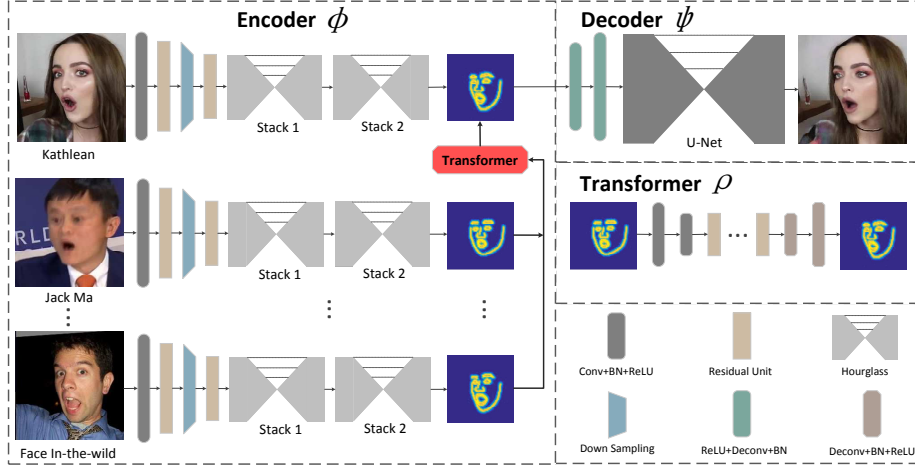 Encoder ϕ
Kathlean
Stack 1
Stack 2
Transformer
WORLD
Jack Ma
Stack 1
Stack 2
Face In-the-wild
Stack 1
Stack 2
Decoder ψ
U-Net
Transformer ρ
Conv+BN+ReLU
Residual Unit
Hourglass
Down Sampling
ReLU+Deconv+BN
Deconv+BN+ReLU